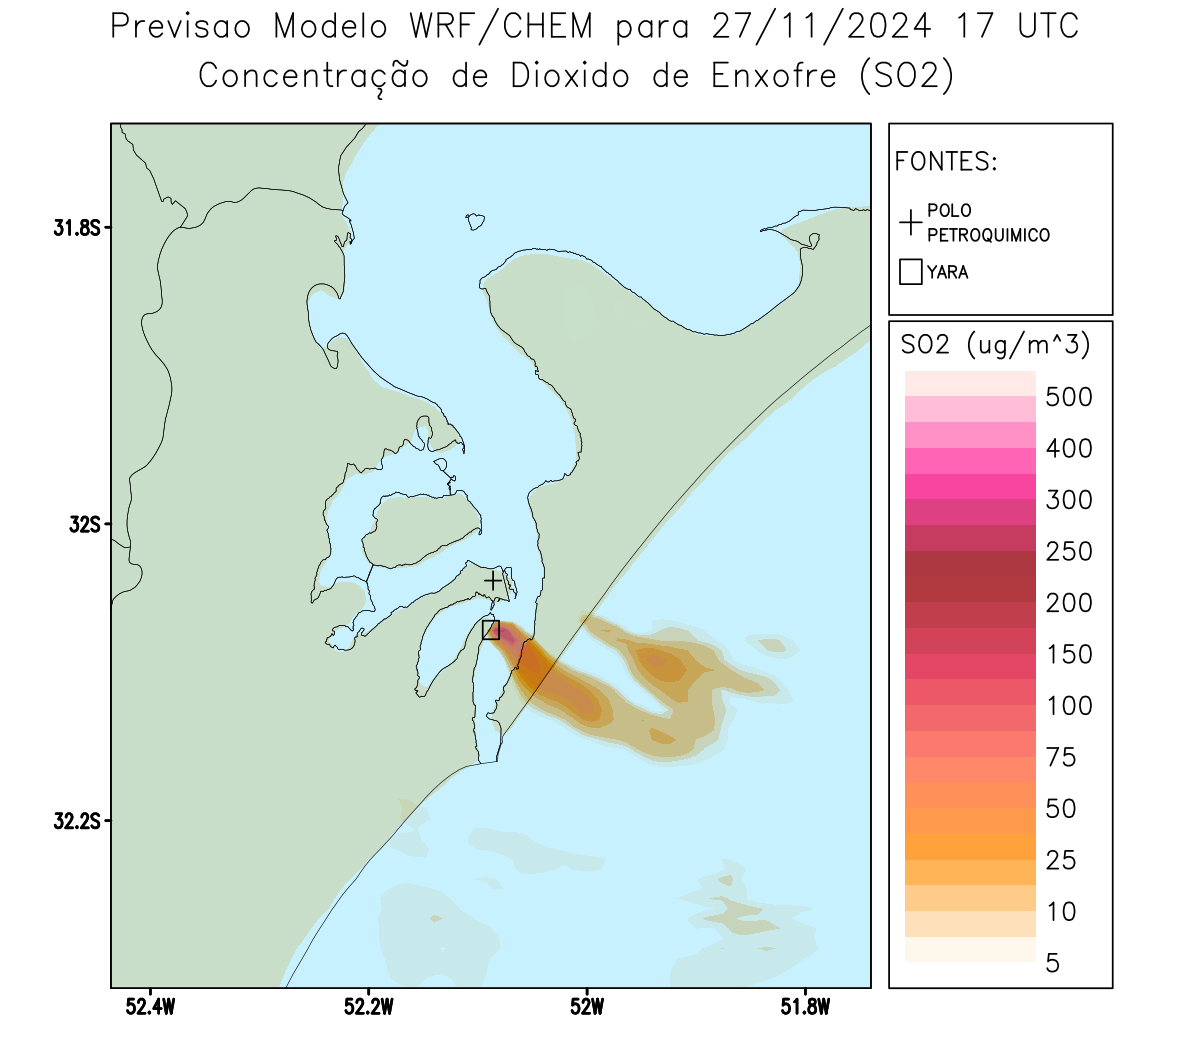 Previsao Modelo WRF/CHEM para 27/11/2024 17 UTC
Concentração de Dioxido de Enxofre (SO2)
FONTES:
POLO
PETROQUIMICO
YARA
SO2 (ug/m^3)
500
400
300
250
200
150
100
75
50
25
10
5
31.8S
32S
32.2S
52.4W
52.2W
52W
51.8W